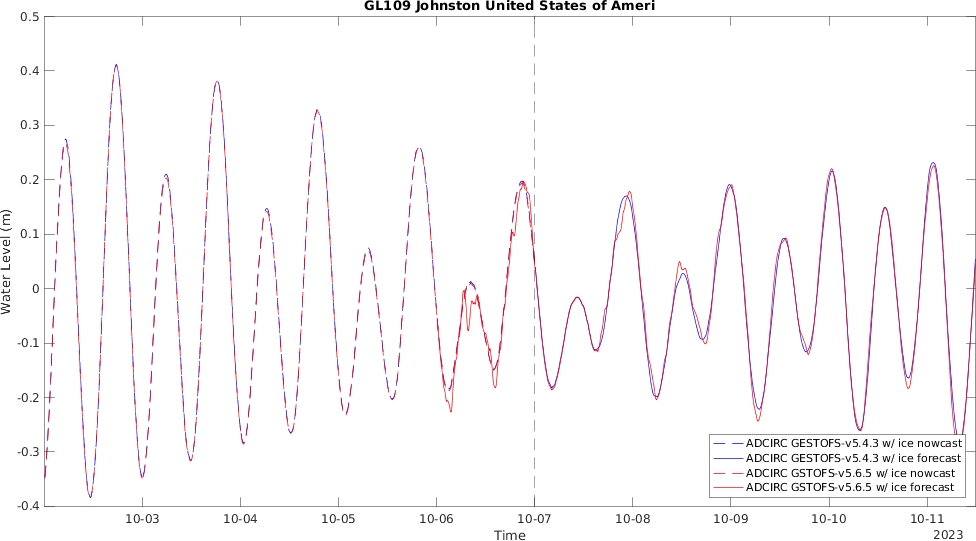 GL109 Johnston United States of Ameri
0.5
0.4
0.3
0.2
0.1
0
-0.1
-0.2
-0.3
-0.4
Water Level (m)
10-03 10-04 10-05 10-06 10-07 10-08 10-09 10-10 10-11
Time
2023
ADCIRC GESTOFS-v5.4.3 w/ ice nowcast
ADCIRC GESTOFS-v5.4.3 w/ ice forecast
ADCIRC GSTOFS-v5.6.5 w/ ice nowcast
ADCIRC GSTOFS-v5.6.5 w/ ice forecast